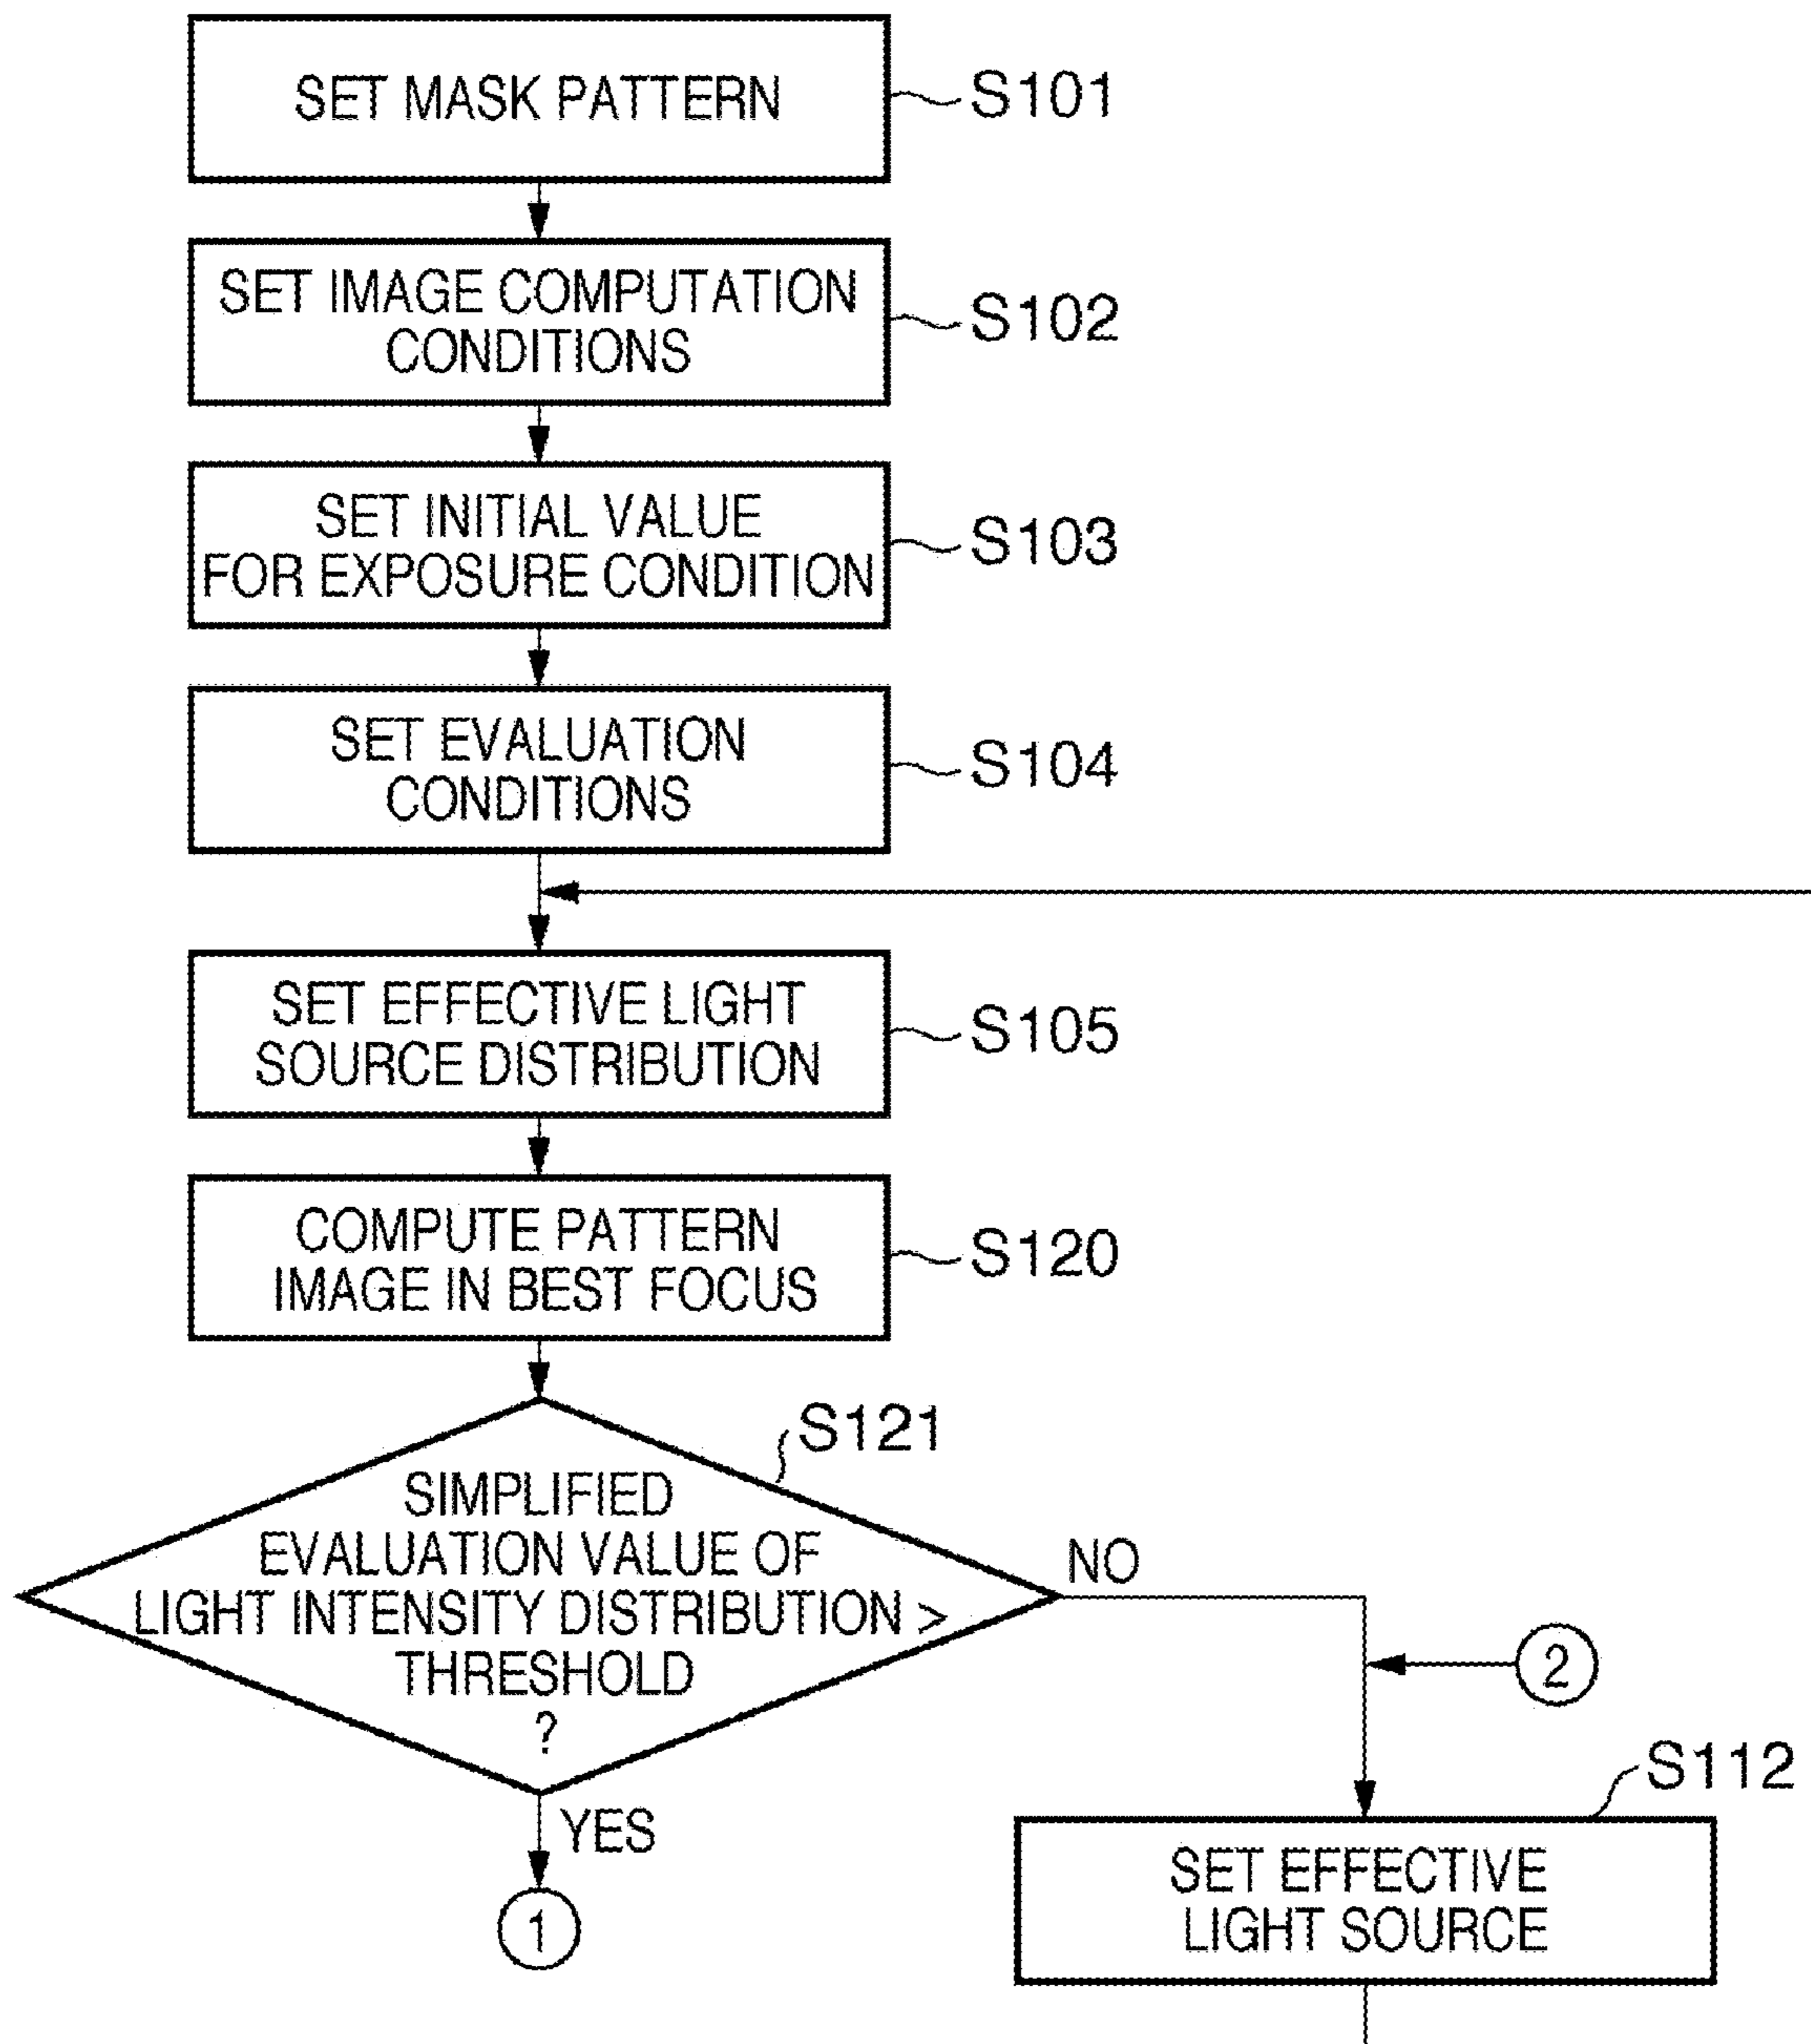 SET MASK PATTERN
S101
SET IMAGE COMPUTATION
CONDITIONS
S102
SET INITIAL VALUE
FOR EXPOSURE CONDITION
S103
SET EVALUATION
CONDITIONS
S104
SET EFFECTIVE LIGHT
SOURCE DISTRIBUTION
S105
COMPUTE PATTERN
IMAGE IN BEST FOCUS
S120
S121
SIMPLIFIED
EVALUATION VALUE OF
LIGHT INTENSITY DISTRIBUTION >
THRESHOLD
?
NO
2
YES
1
S112
SET EFFECTIVE
LIGHT SOURCE